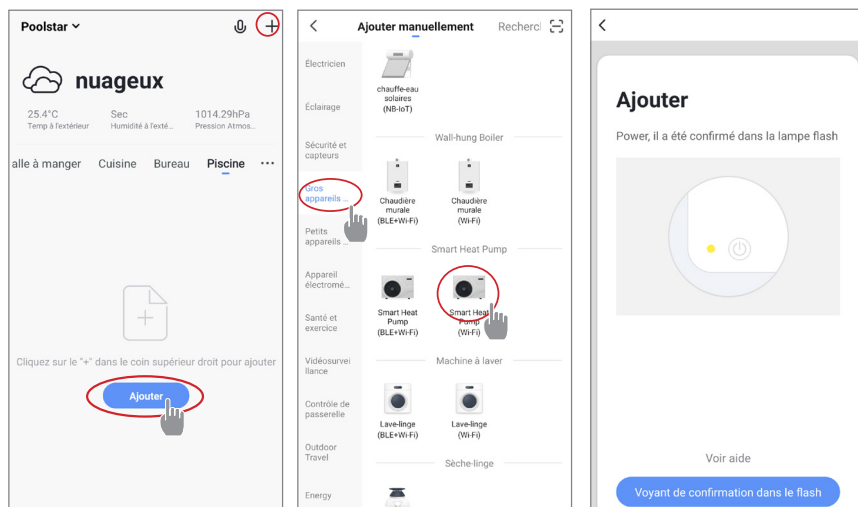 Poolstar
nuageux
25.4°C Sec 1014.29hPa
Temp à l'extérieur Humidité à l'exté... Pression Atmos...
alle à manger Cuisine Bureau Piscine ...
Cliquez sur le "+" dans le coin supérieur droit pour ajouter
Ajouter
Ajouter manuellement Recherc
Électricien
Éclairage
Sécurité et
capteurs
Gros
appareils ...
Petits
appareils ...
Appareil
électromé...
Santé et
exercice
Vidéosurvei
llance
Contrôle de
passerelle
Outdoor
Travel
Energy
chauffe-eau
solaires
(NB-IoT)
Wall-hung Boiler
Chaudière
murale
(BLE+Wi-Fi)
Chaudière
murale
(Wi-Fi)
Smart Heat Pump
Smart Heat
Pump
(BLE+Wi-Fi)
Smart Heat
Pump
(Wi-Fi)
Machine à laver
Lave-linge
(BLE+Wi-Fi)
Lave-linge
(Wi-Fi)
Sèche-linge
Ajouter
Power, il a été confirmé dans la lampe flash
Voir aide
Voyant de confirmation dans le flash